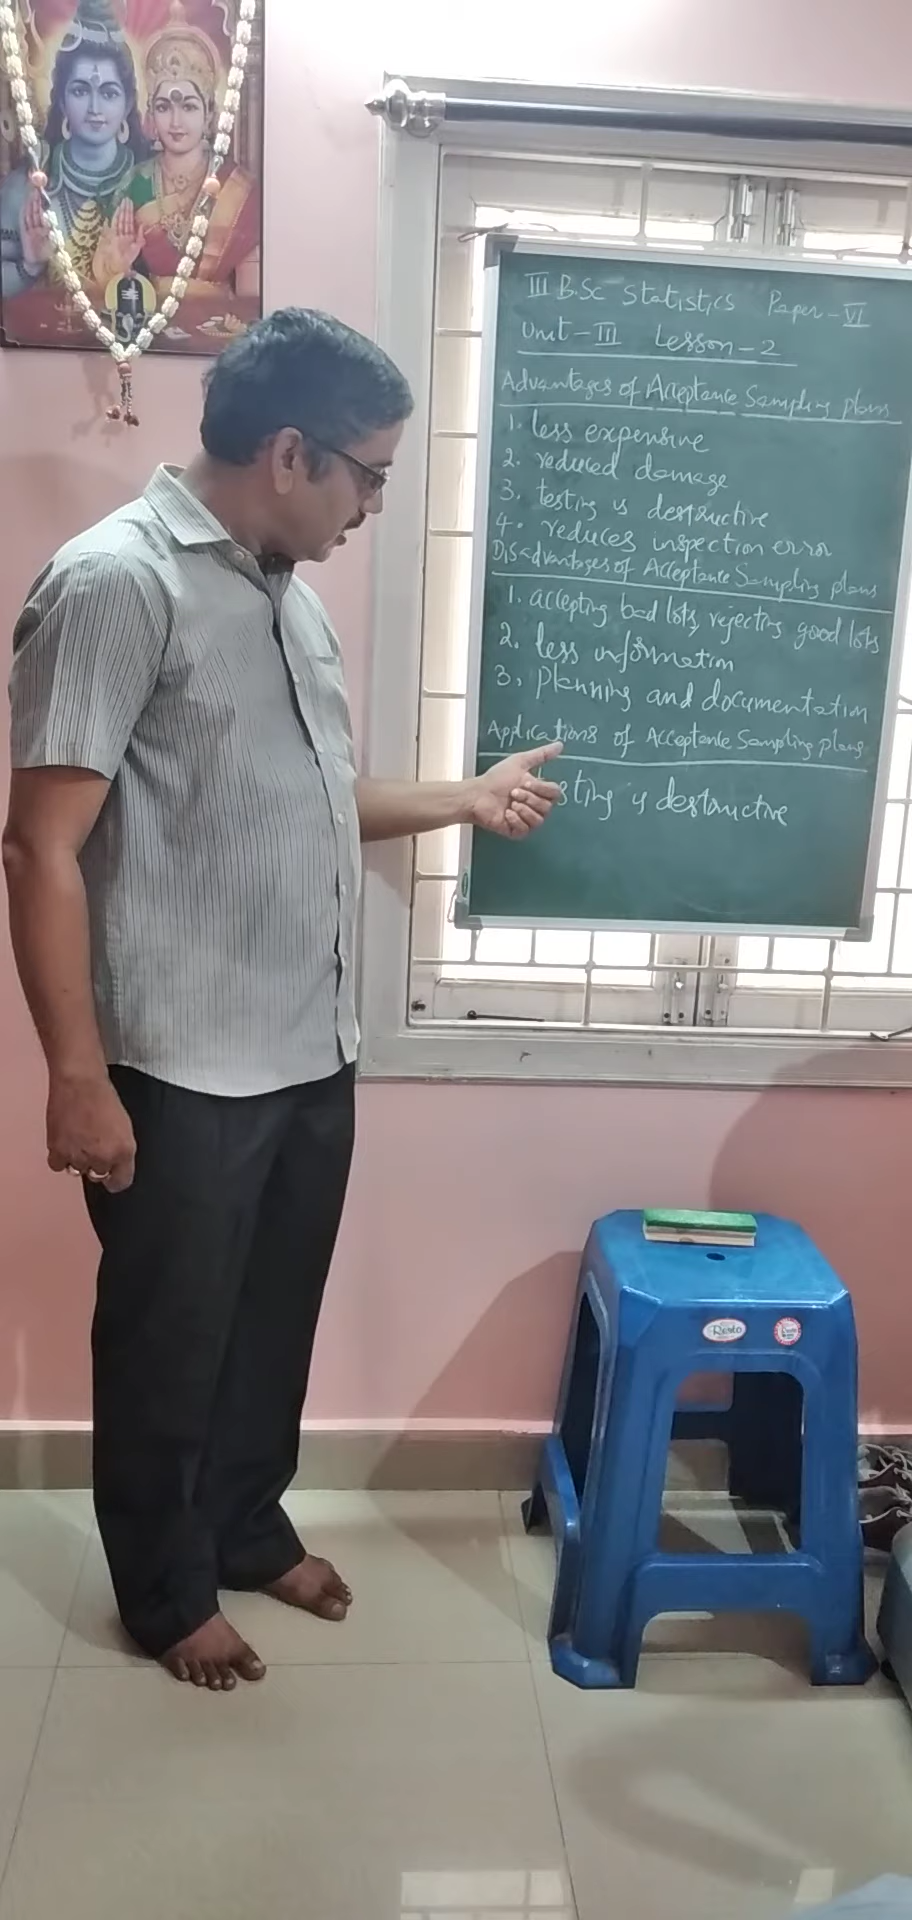 III B.Sc Statistics Paper-VI
Unit-III Lesson-2
Advantages of Acceptance Sampling plans
1. less expensive
2. reduced damage
3. testing is destructive
4. reduces inspection error
Disadvantages of Acceptance Sampling plans
1. accepting bad lots, rejecting good lots
2. less information
3. planning and documentation
Applications of Acceptance Sampling plans
is destructive